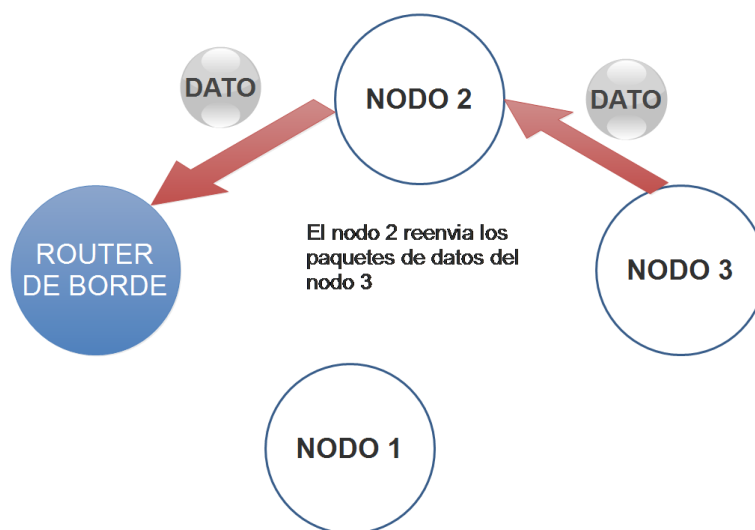 DATO
NODO 2
DATO
ROUTER
DE BORDE
El nodo 2 reenvia los
paquetes de datos del
nodo 3
NODO 3
NODO 1